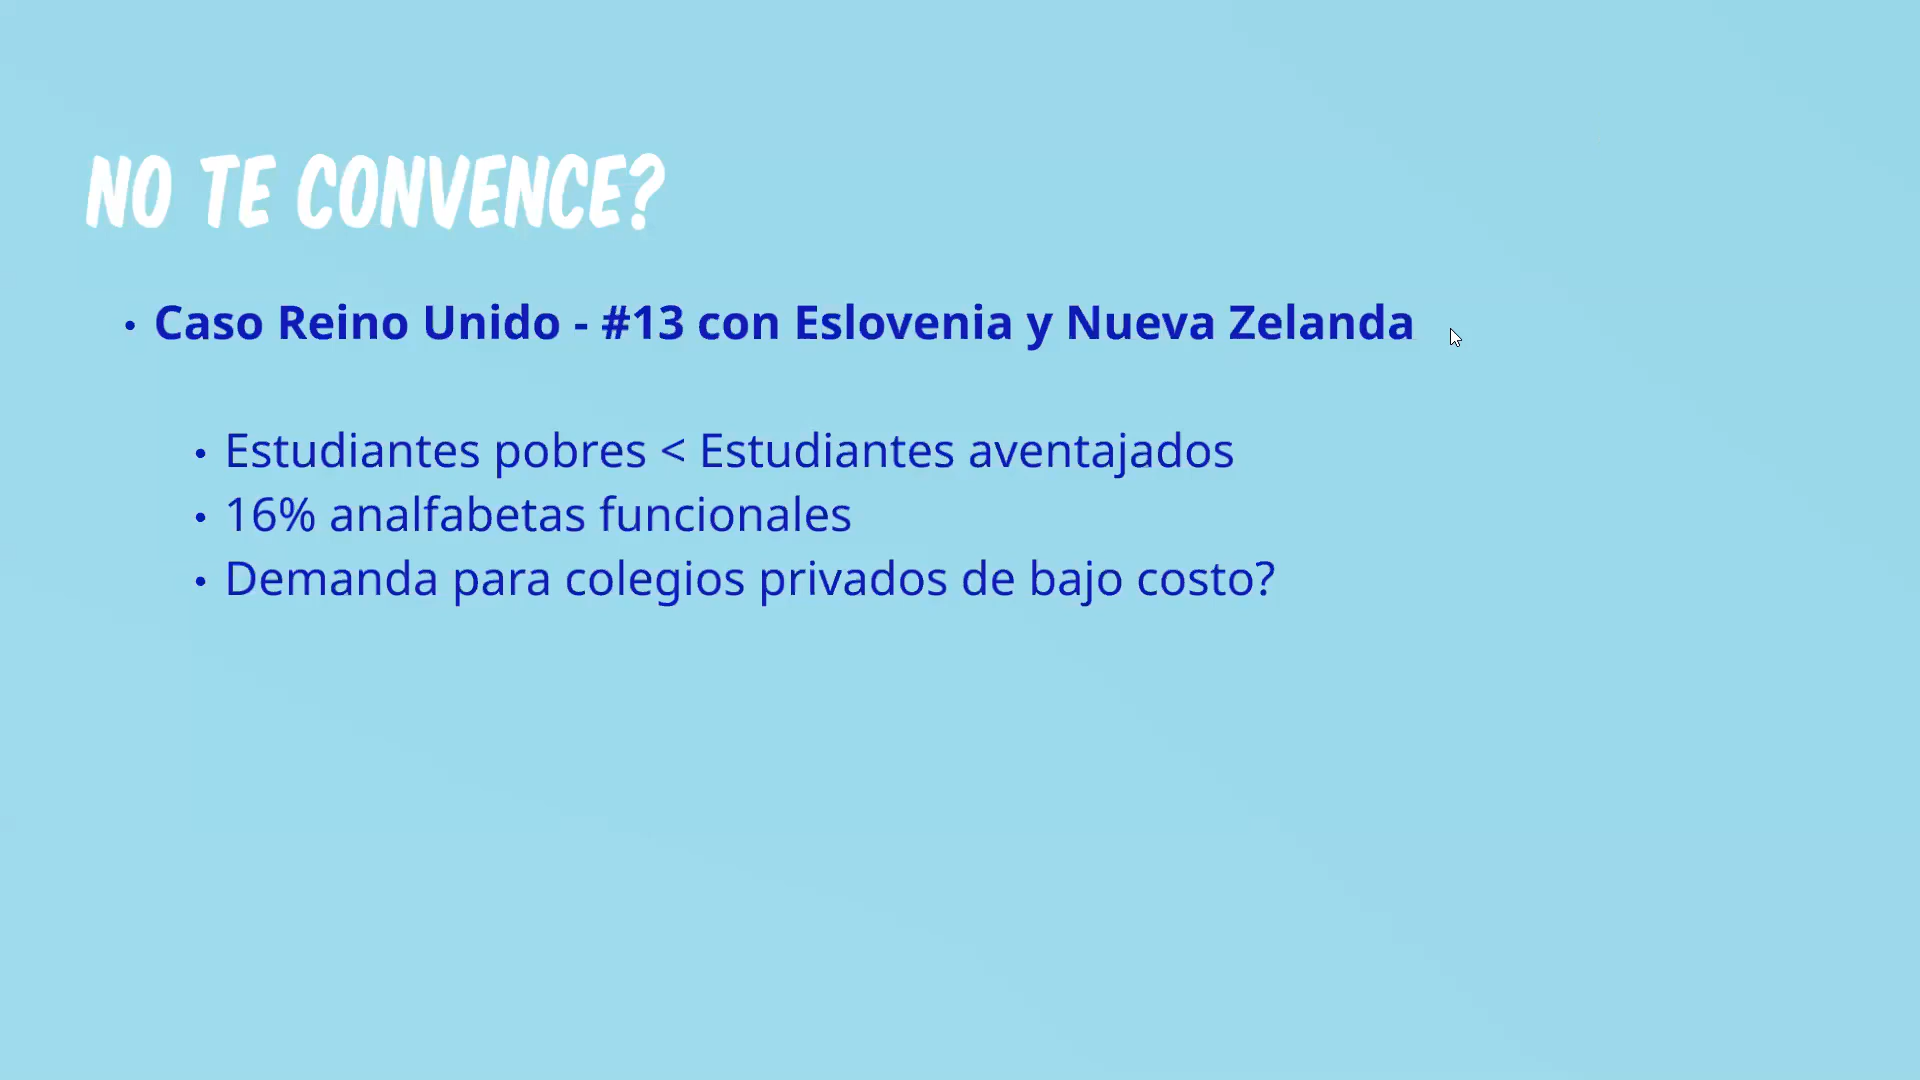 NO TE CONVENCE?
• Caso Reino Unido - #13 con Eslovenia y Nueva Zelanda
• Estudiantes pobres < Estudiantes aventajados
• 16% analfabetas funcionales
• Demanda para colegios privados de bajo costo?